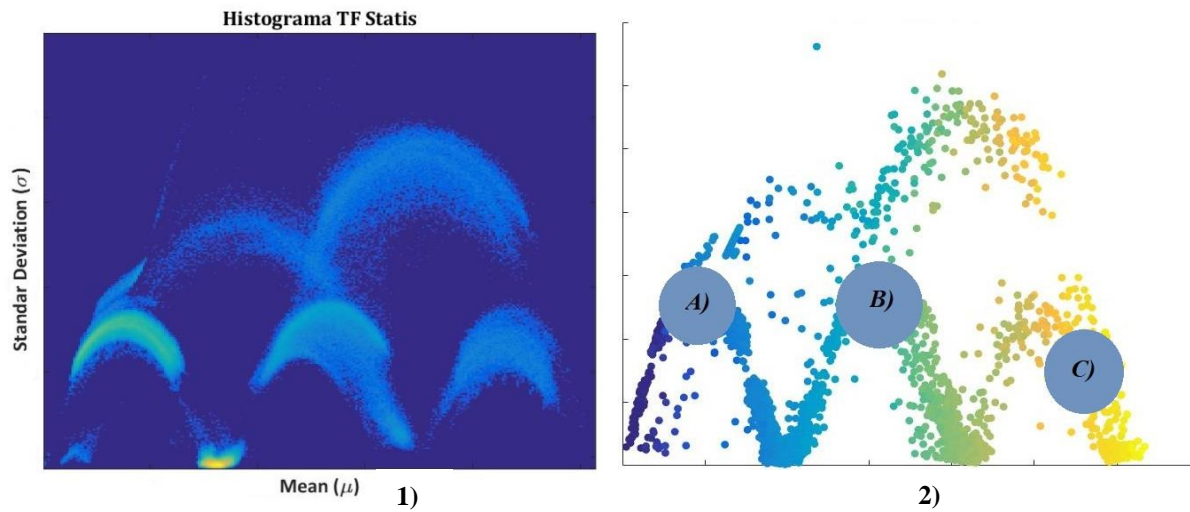 Histograma TF Statis
Standar Deviation (σ)
Mean (μ)
1)
A)
B)
C)
2)